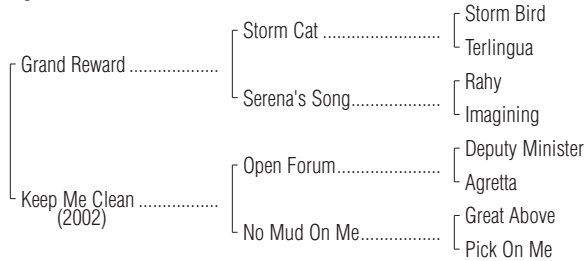 Storm Bird
Storm Cat ....................
Terlingua
Grand Reward ..................
Rahy
Serena's Song....................
Imagining
Deputy Minister
Open Forum.......................
Agretta
Keep Me Clean ................
(2002)
Great Above
No Mud On Me..................
Pick On Me